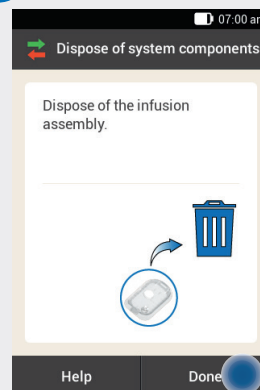 07:00 am
Dispose of system components
Dispose of the infusion
assembly.
Help
Done